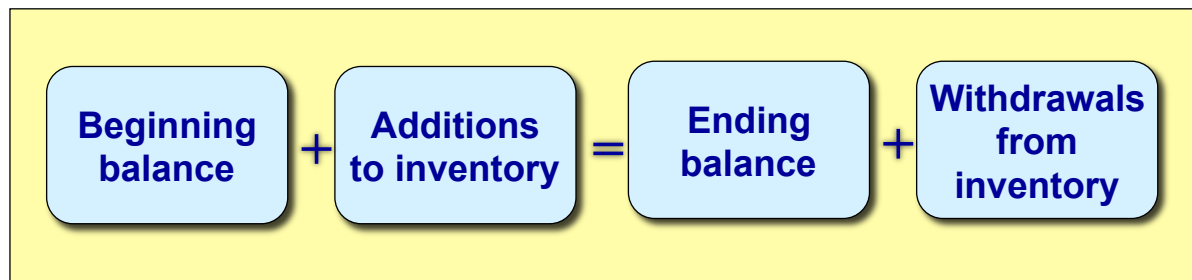 Beginning
balance
+
Additions
to inventory
=
Ending
balance
+
Withdrawals
from
inventory